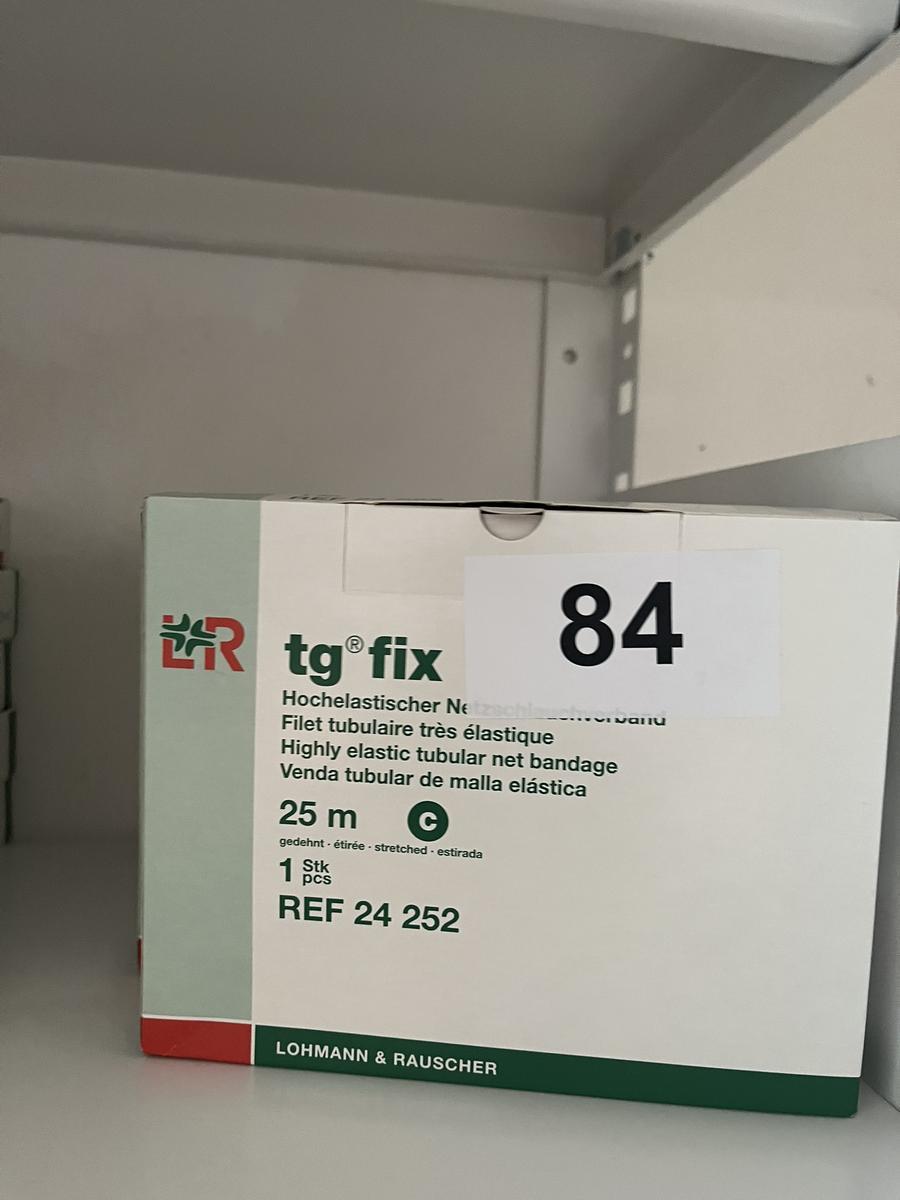 84
L&R
tg® fix
Hochelastischer Netzschlauchverband
Filet tubulaire très élastique
Highly elastic tubular net bandage
Venda tubular de malla elástica
25 m C
gedehnt · étirée · stretched · estirada
1 Stk
pcs
REF 24 252
LOHMANN & RAUSCHER